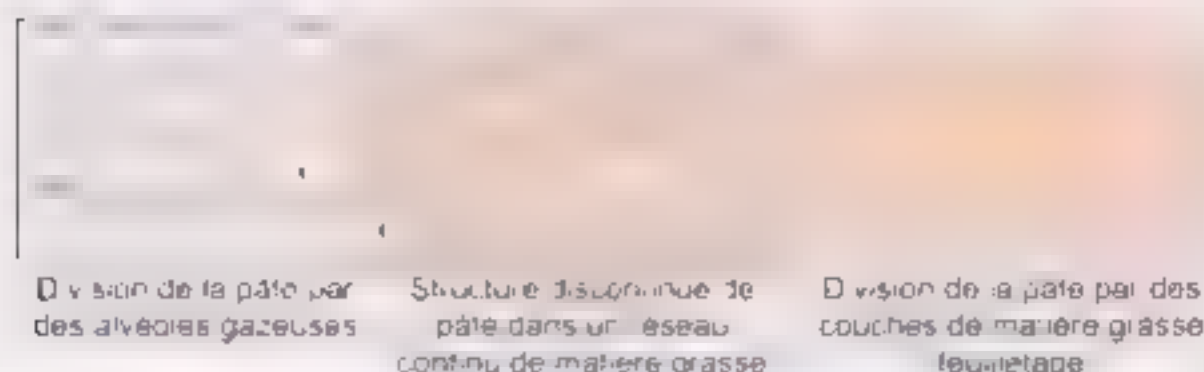 Division de la pâte par
des alvéoles gazeuses
Structure discontinue de
pâte dans un réseau
continu de matière grasse
Division de la pâte par des
couches de matière grasse
feuilletage